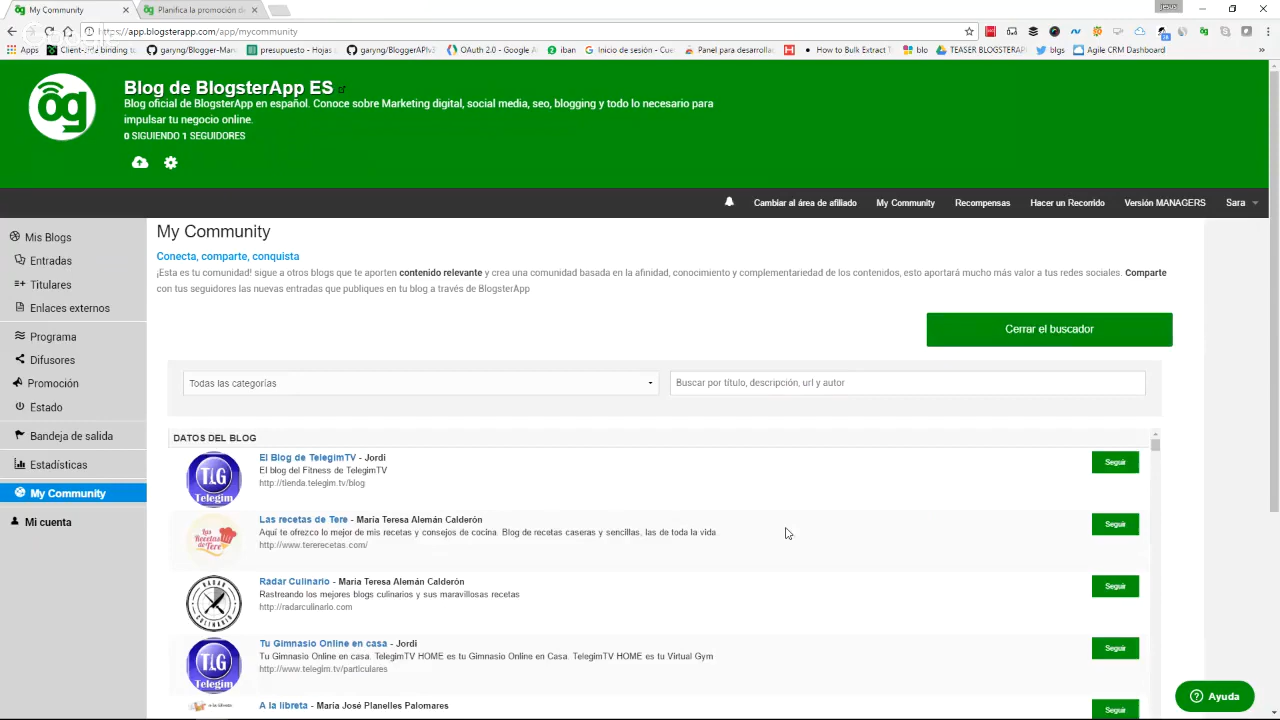 My Community
Planifica la promoción d
https://app.blogsterapp.com/app/mycommunity
Apps
Client-side binding tu
garyng/Blogger-Mana
presupuesto - Hojas
garyng/BloggerAPIv3
OAuth 2.0 - Google A
iban
Inicio de sesión - Cue
Panel para controllar
How to Bulk Extract T
blo
TEASER BLOGSTERAP
blgs
Agile CRM Dashboard
Blog de BlogsterApp ES
Blog oficial de BlogsterApp en español. Conoce sobre Marketing digital, social media, seo, blogging y todo lo necesario para
impulsar tu negocio online.
0 SIGUIENDO 1 SEGUIDORES
Cambiar al área de afiliado
My Community
Recompensas
Hacer un Recorrido
Versión MANAGERS
Sara
Mis Blogs
Entradas
Titulares
Enlaces externos
Programa
Difusores
Promoción
Estado
Bandeja de salida
Estadísticas
My Community
Mi cuenta
My Community
Conecta, comparte, conquista
¡Esta es tu comunidad! sigue a otros blogs que te aporten contenido relevante y crea una comunidad basada en la afinidad, conocimiento y complementariedad de los contenidos, esto aportará mucho más valor a tus redes sociales. Comparte
con tus seguidores las nuevas entradas que publiques en tu blog a través de BlogsterApp
Cerrar el buscador
Todas las categorías
Buscar por título, descripción, url y autor
DATOS DEL BLOG
El Blog de TelegimTV - Jordi
El blog del Fitness de TelegimTV
http://tienda.telegim.tv/blog
Seguir
Las recetas de Tere - María Teresa Alemán Calderón
Aquí te ofrezco lo mejor de mis recetas y consejos de cocina. Blog de recetas caseras y sencillas, las de toda la vida.
http://www.tererecetas.com/
Seguir
Radar Culinario - María Teresa Alemán Calderón
Rastreando los mejores blogs culinarios y sus maravillosas recetas
http://radarculinario.com
Seguir
Tu Gimnasio Online en casa - Jordi
Tu Gimnasio Online en casa. TelegimTV HOME es tu Gimnasio Online en Casa. TelegimTV HOME es tu Virtual Gym
http://www.telegim.tv/particulares
Seguir
A la libreta - María José Planelles Palomares
Seguir
Ayuda